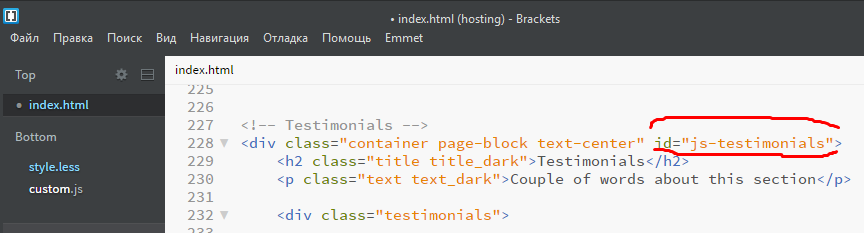 • index.html (hosting) - Brackets
Файл Правка Поиск Вид Навигация Отладка Помощь Emmet
Top
index.html
Bottom
style.less
custom.js
index.html
225
226
227 <!-- Testimonials -->
228 <div class="container page-block text-center" id="js-testimonials">
229 <h2 class="title title_dark">Testimonials</h2>
230 <p class="text text_dark">Couple of words about this section</p>
231
232 <div class="testimonials">
233